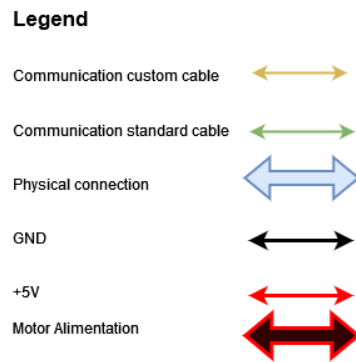 Legend
Communication custom cable
Communication standard cable
Physical connection
GND
+5V
Motor Alimentation